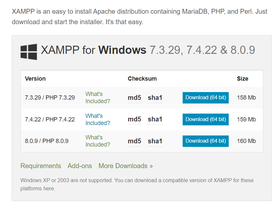 XAMPP is an easy to install Apache distribution containing MariaDB, PHP, and Perl. Just
download and start the installer. It's that easy.
XAMPP for Windows 7.3.29, 7.4.22 & 8.0.9
Version Checksum Size
7.3.29 / PHP 7.3.29 What's Included? md5 sha1 Download (64 bit) 158 Mb
7.4.22 / PHP 7.4.22 What's Included? md5 sha1 Download (64 bit) 159 Mb
8.0.9 / PHP 8.0.9 What's Included? md5 sha1 Download (64 bit) 160 Mb
Requirements Add-ons More Downloads »
Windows XP or 2003 are not supported. You can download a compatible version of XAMPP for these
platforms here.